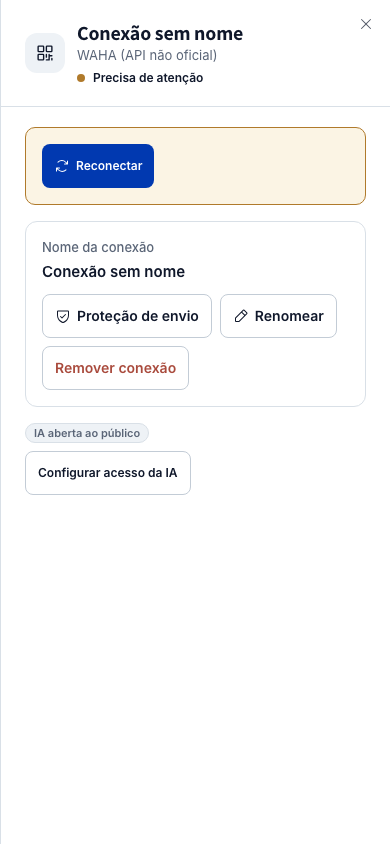 Conexão sem nome
WAHA (API não oficial)
Precisa de atenção
Reconectar
Nome da conexão
Conexão sem nome
Proteção de envio
Renomear
Remover conexão
IA aberta ao público
Configurar acesso da IA